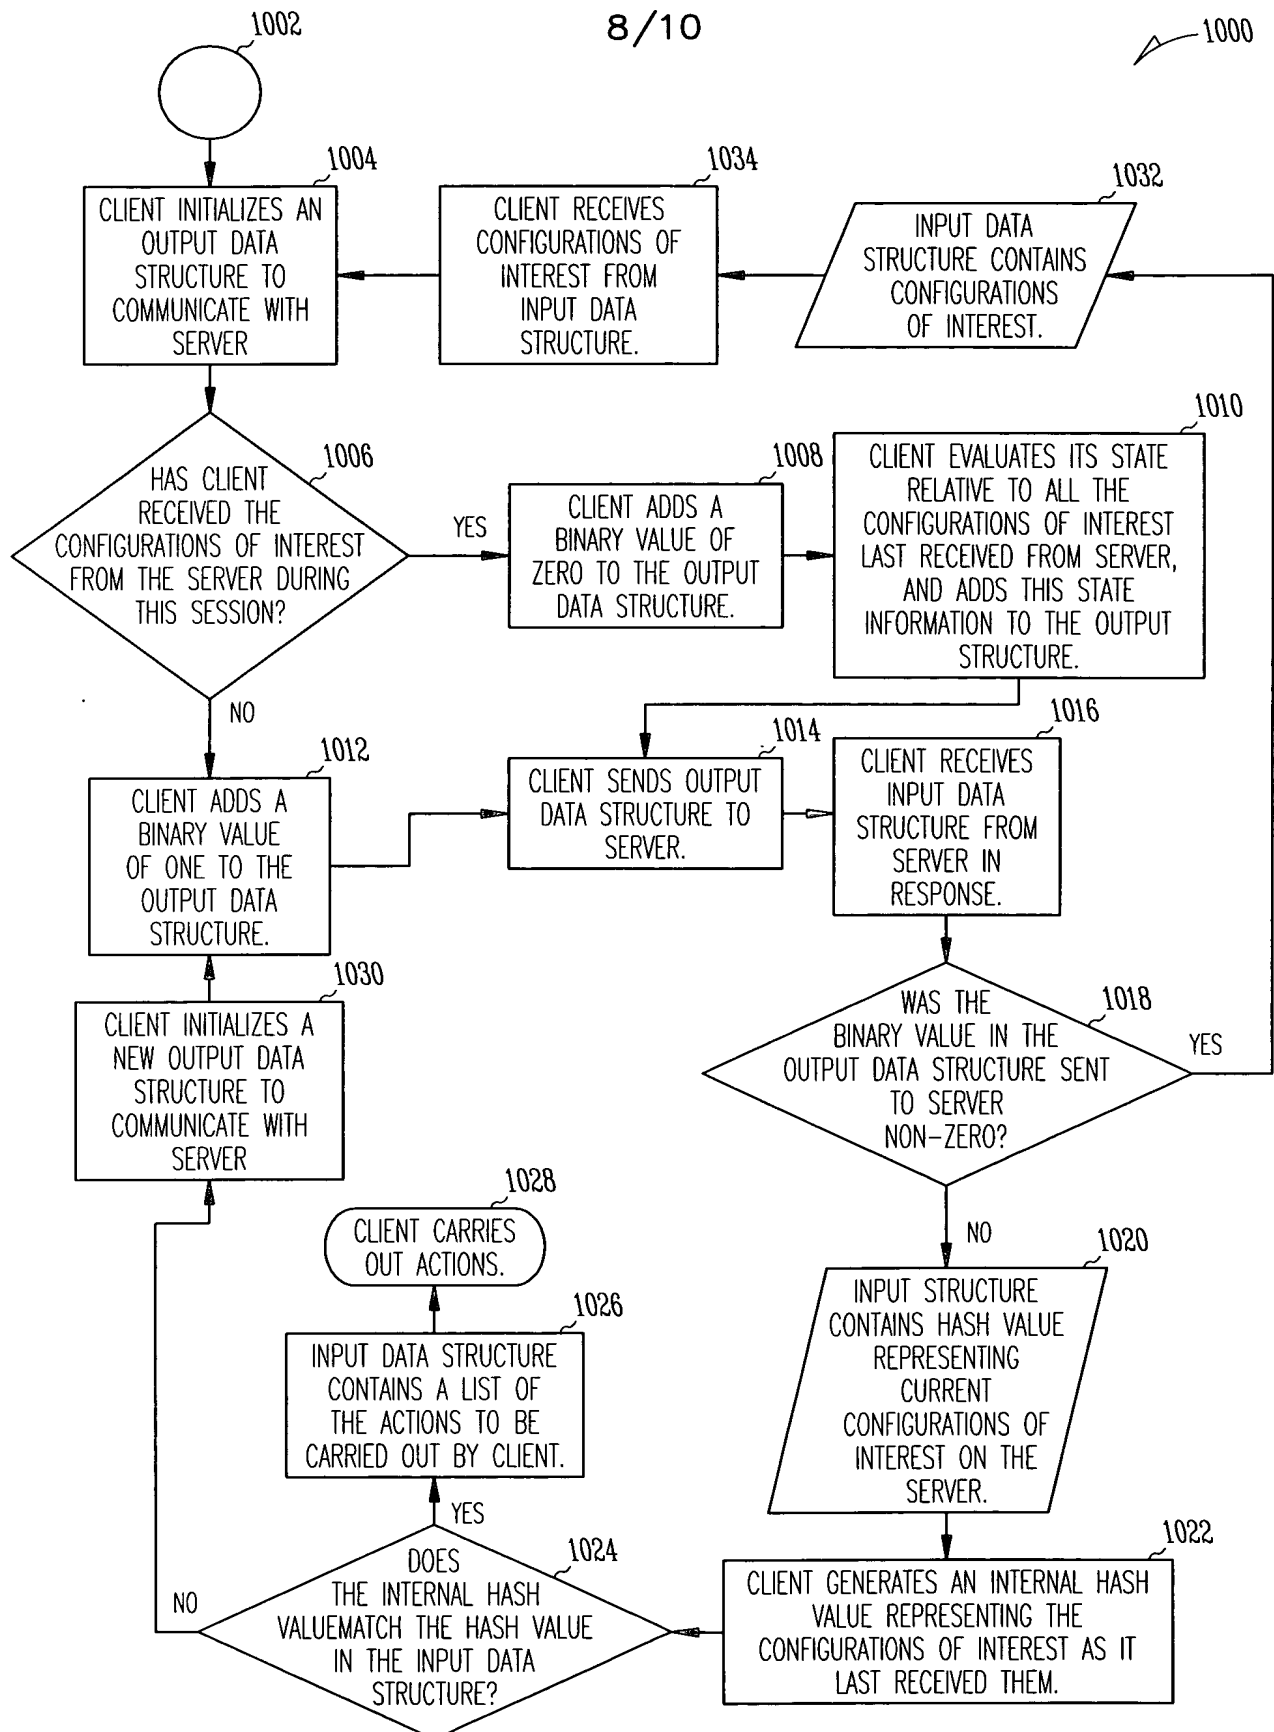 8/10
1000
1002
1004
CLIENT INITIALIZES AN
OUTPUT DATA
STRUCTURE TO
COMMUNICATE WITH
SERVER
1034
CLIENT RECEIVES
CONFIGURATIONS OF
INTEREST FROM
INPUT DATA
STRUCTURE.
1032
INPUT DATA
STRUCTURE CONTAINS
CONFIGURATIONS
OF INTEREST.
1006
HAS CLIENT
RECEIVED THE
CONFIGURATIONS OF INTEREST
FROM THE SERVER DURING
THIS SESSION?
YES
NO
1008
CLIENT ADDS A
BINARY VALUE OF
ZERO TO THE OUTPUT
DATA STRUCTURE.
1010
CLIENT EVALUATES ITS STATE
RELATIVE TO ALL THE
CONFIGURATIONS OF INTEREST
LAST RECEIVED FROM SERVER,
AND ADDS THIS STATE
INFORMATION TO THE OUTPUT
STRUCTURE.
1012
CLIENT ADDS A
BINARY VALUE
OF ONE TO THE
OUTPUT DATA
STRUCTURE.
1014
CLIENT SENDS OUTPUT
DATA STRUCTURE TO
SERVER.
1016
CLIENT RECEIVES
INPUT DATA
STRUCTURE FROM
SERVER IN
RESPONSE.
1030
CLIENT INITIALIZES A
NEW OUTPUT DATA
STRUCTURE TO
COMMUNICATE WITH
SERVER
1018
WAS THE
BINARY VALUE IN THE
OUTPUT DATA STRUCTURE SENT
TO SERVER
NON-ZERO?
YES
NO
1028
CLIENT CARRIES
OUT ACTIONS.
1020
INPUT STRUCTURE
CONTAINS HASH VALUE
REPRESENTING
CURRENT
CONFIGURATIONS OF
INTEREST ON THE
SERVER.
1026
INPUT DATA STRUCTURE
CONTAINS A LIST OF
THE ACTIONS TO BE
CARRIED OUT BY CLIENT.
YES
NO
1024
DOES
THE INTERNAL HASH
VALUEMATCH THE HASH VALUE
IN THE INPUT DATA
STRUCTURE?
1022
CLIENT GENERATES AN INTERNAL HASH
VALUE REPRESENTING THE
CONFIGURATIONS OF INTEREST AS IT
LAST RECEIVED THEM.